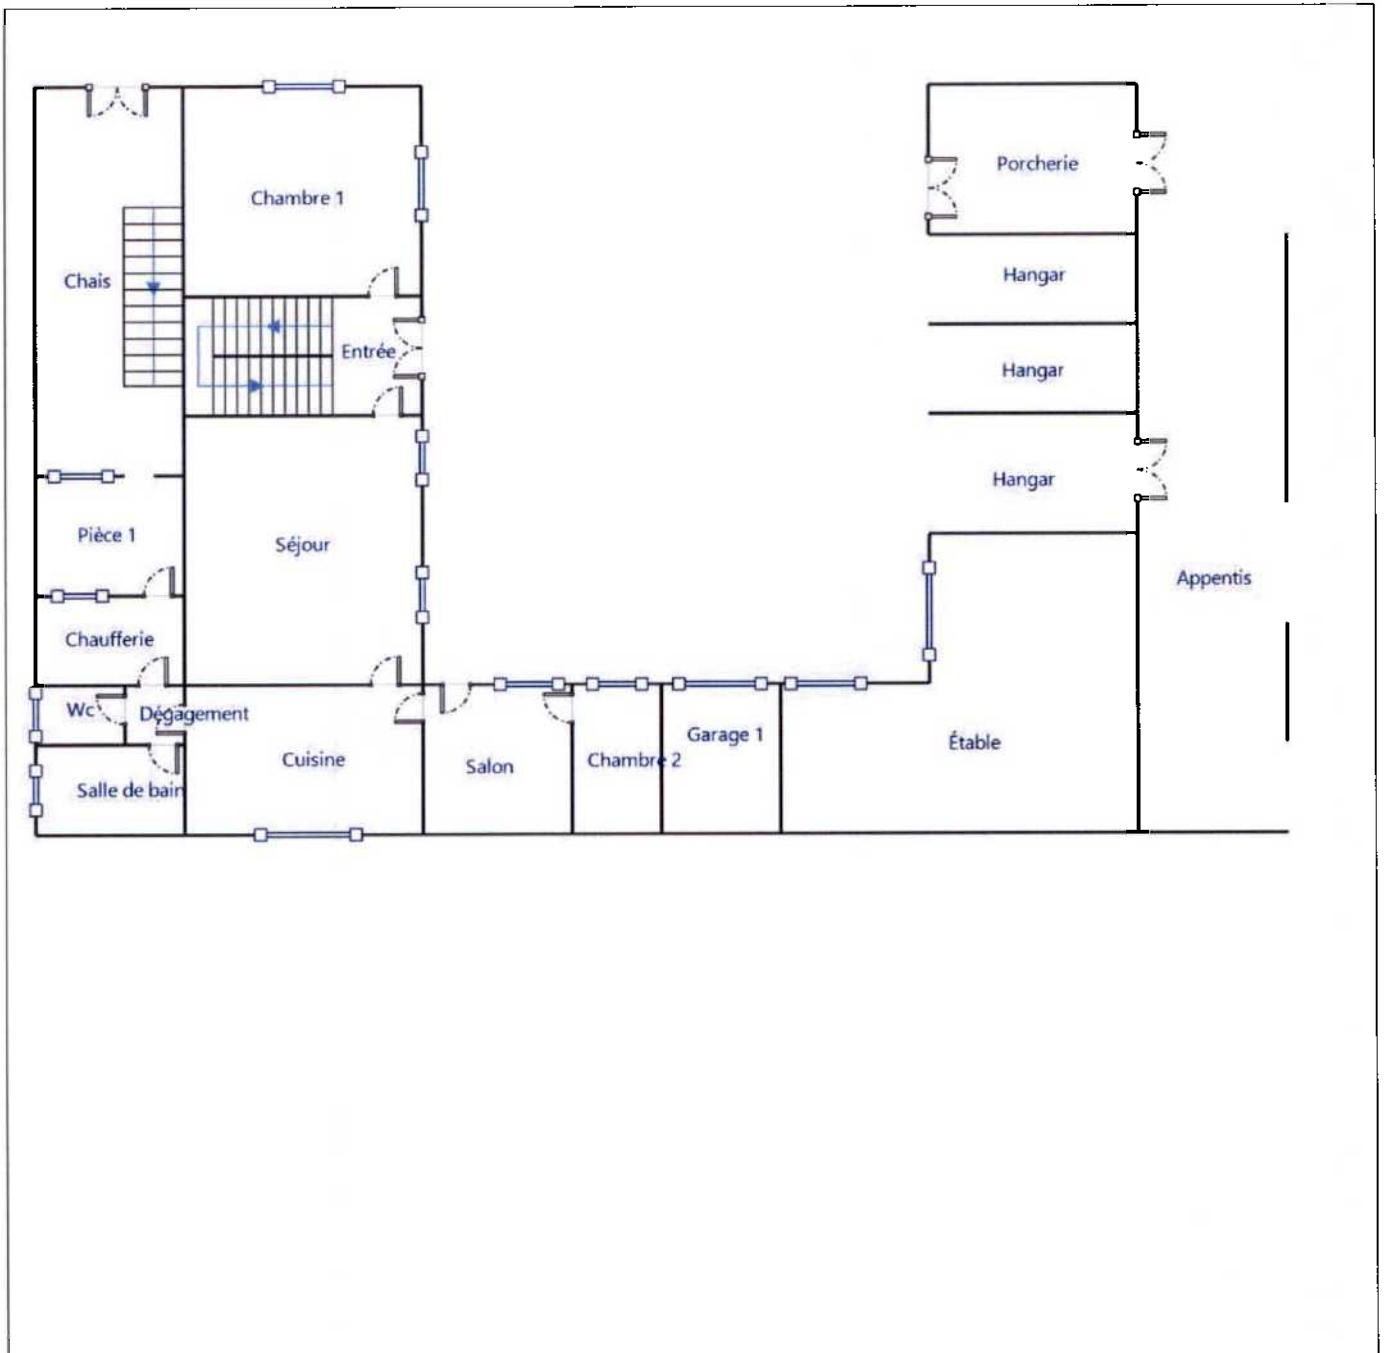 Porcherie
Chambre 1
Hangar
Chais
Entrée
Hangar
Hangar
Pièce 1
Séjour
Appentis
Chaufferie
Wc
Dégagement
Garage 1
Étable
Cuisine
Chambre 2
Salon
Salle de bain